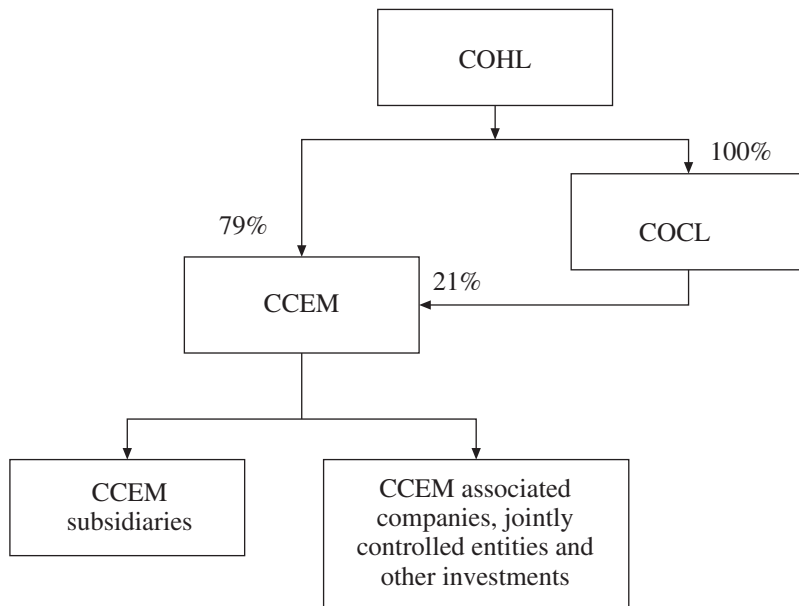 COHL
100%
79%
COCL
21%
CCEM
CCEM
subsidiaries
CCEM associated
companies, jointly
controlled entities and
other investments